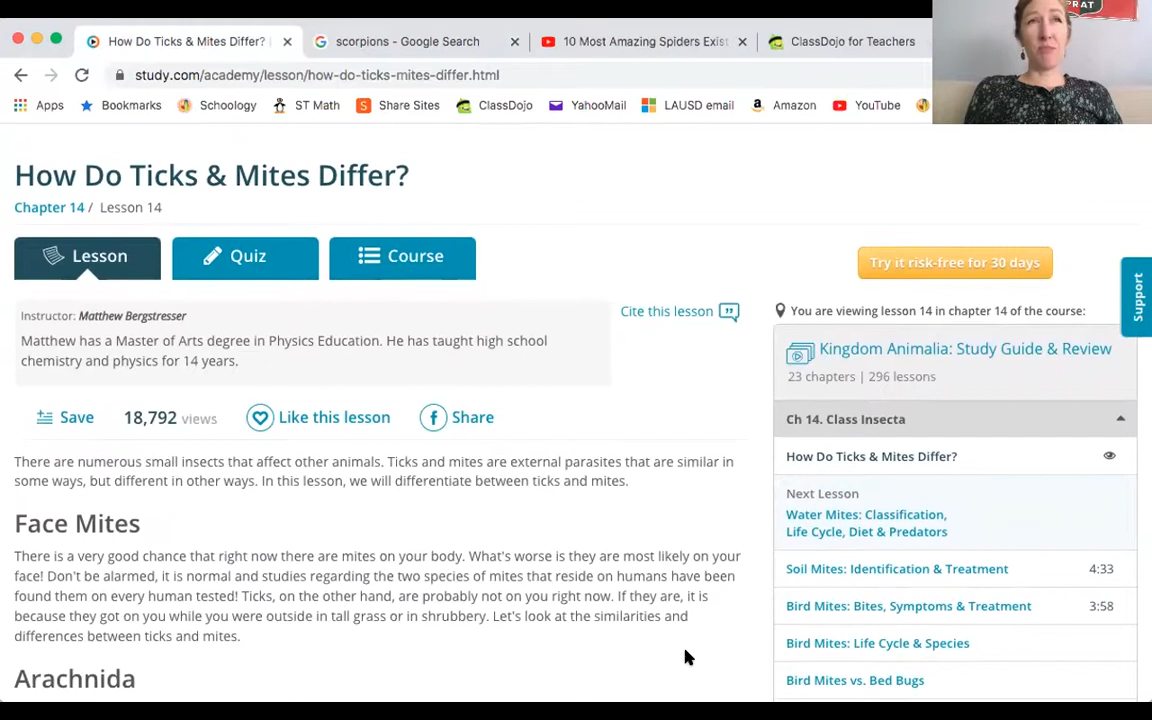 PRAT
How Do Ticks & Mites Differ? |
scorpions - Google Search
10 Most Amazing Spiders Exist
ClassDojo for Teachers
study.com/academy/lesson/how-do-ticks-mites-differ.html
Apps
Bookmarks
Schoology
ST Math
Share Sites
ClassDojo
YahooMail
LAUSD email
Amazon
YouTube
How Do Ticks & Mites Differ?
Chapter 14 / Lesson 14
Lesson
Quiz
Course
Try it risk-free for 30 days
Support
Instructor: Matthew Bergstresser
Matthew has a Master of Arts degree in Physics Education. He has taught high school
chemistry and physics for 14 years.
Cite this lesson
Save
18,792 views
Like this lesson
Share
There are numerous small insects that affect other animals. Ticks and mites are external parasites that are similar in
some ways, but different in other ways. In this lesson, we will differentiate between ticks and mites.
Face Mites
There is a very good chance that right now there are mites on your body. What's worse is they are most likely on your
face! Don't be alarmed, it is normal and studies regarding the two species of mites that reside on humans have been
found them on every human tested! Ticks, on the other hand, are probably not on you right now. If they are, it is
because they got on you while you were outside in tall grass or in shrubbery. Let's look at the similarities and
differences between ticks and mites.
Arachnida
You are viewing lesson 14 in chapter 14 of the course:
Kingdom Animalia: Study Guide & Review
23 chapters | 296 lessons
Ch 14. Class Insecta
How Do Ticks & Mites Differ?
Next Lesson
Water Mites: Classification,
Life Cycle, Diet & Predators
Soil Mites: Identification & Treatment 4:33
Bird Mites: Bites, Symptoms & Treatment 3:58
Bird Mites: Life Cycle & Species
Bird Mites vs. Bed Bugs